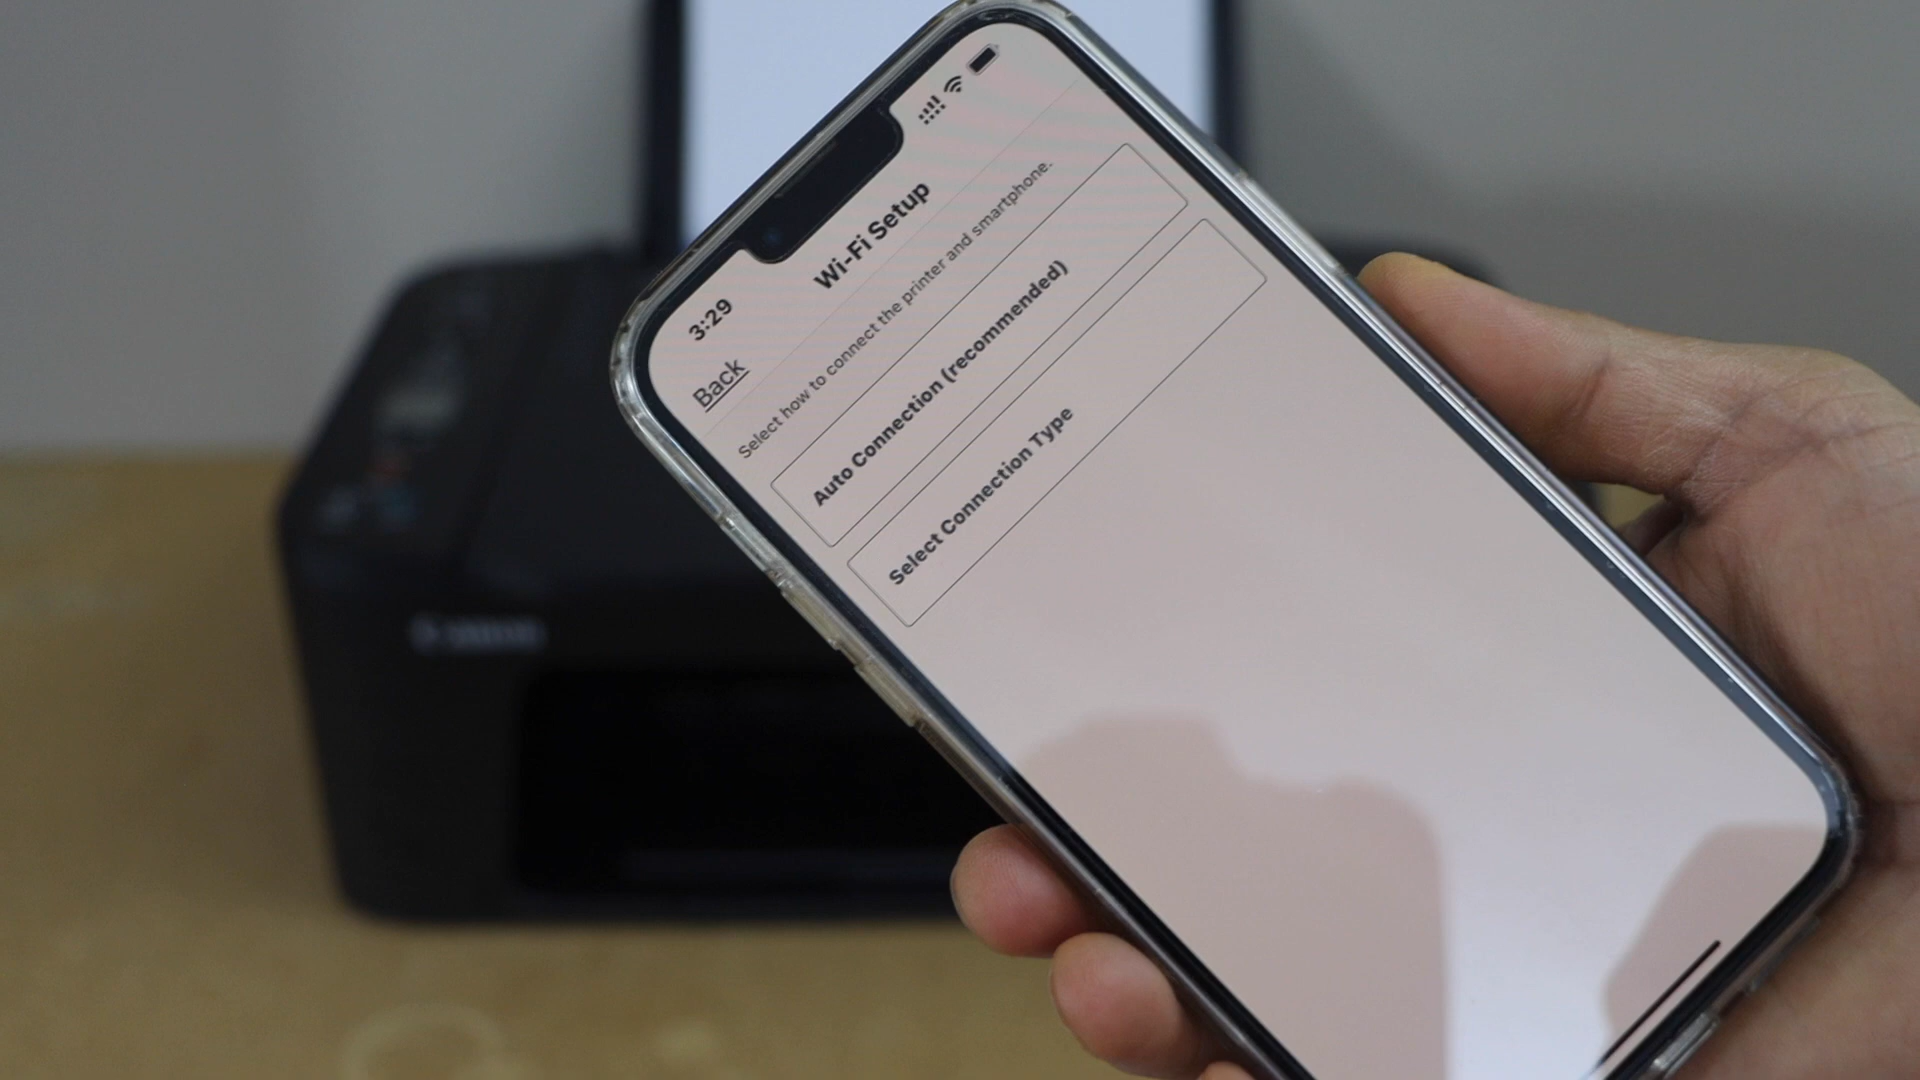 3:29
Back
Wi-Fi Setup
Select how to connect the printer and smartphone.
Auto Connection (recommended)
Select Connection Type
Canon